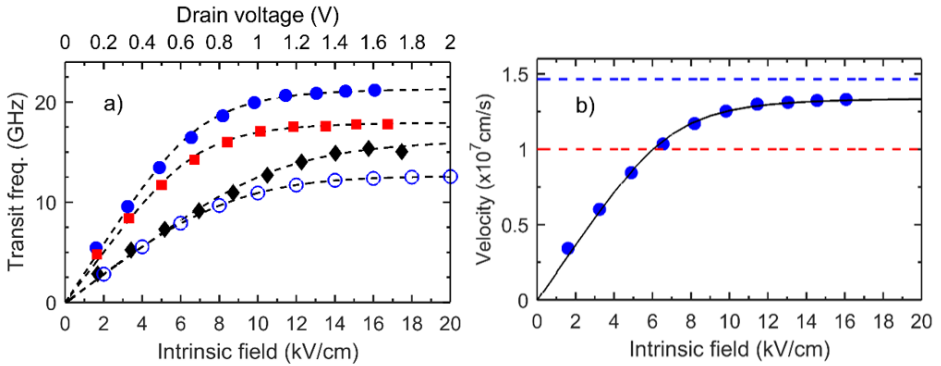 Drain voltage (V)
0 0.2 0.4 0.6 0.8 1 1.2 1.4 1.6 1.8 2
a)
Transit freq. (GHz)
20
10
0
0 2 4 6 8 10 12 14 16 18 20
Intrinsic field (kV/cm)
b)
Velocity (x10⁷cm/s)
1.5
1
0.5
0
0 2 4 6 8 10 12 14 16 18 20
Intrinsic field (kV/cm)